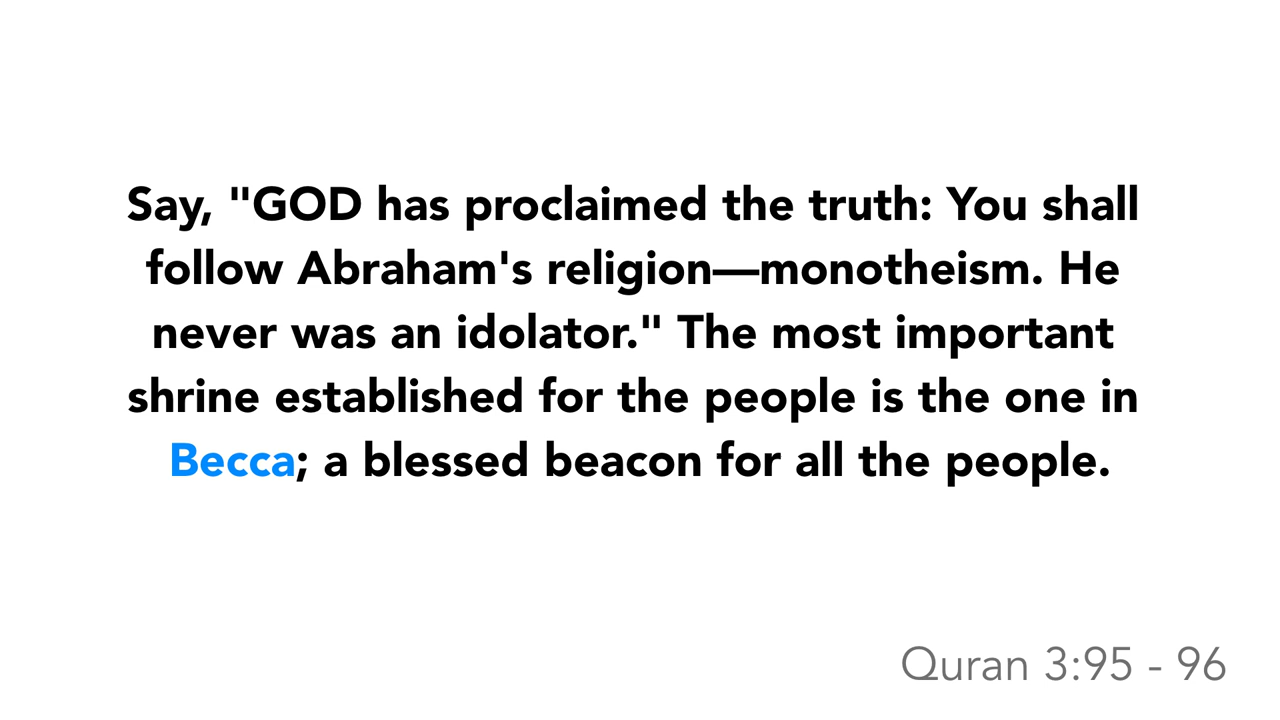 Say, "GOD has proclaimed the truth: You shall
follow Abraham's religion—monotheism. He
never was an idolator." The most important
shrine established for the people is the one in
Becca; a blessed beacon for all the people.
Quran 3:95 - 96